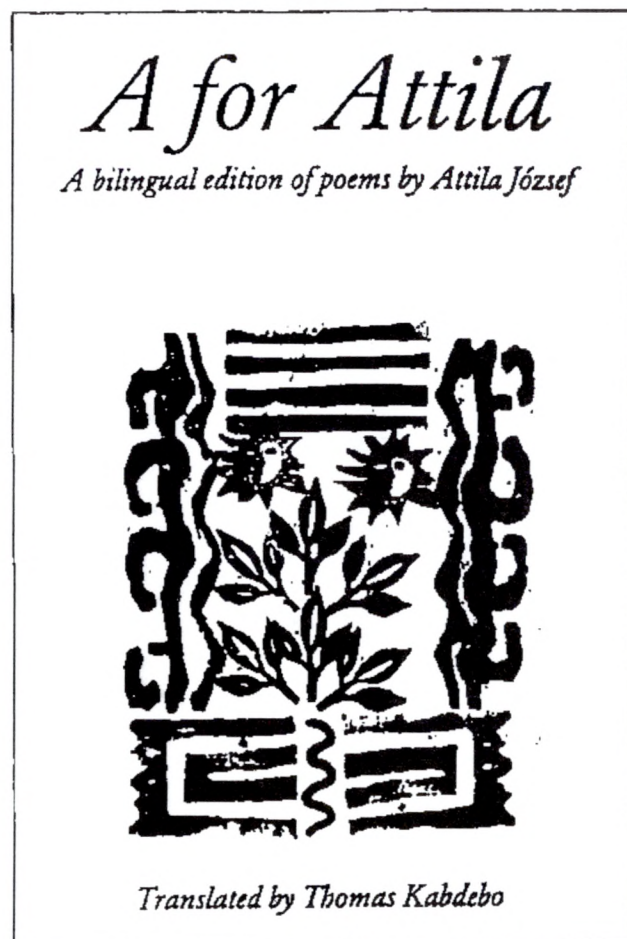 A for Attila
A bilingual edition of poems by Attila József
Translated by Thomas Kabdebo